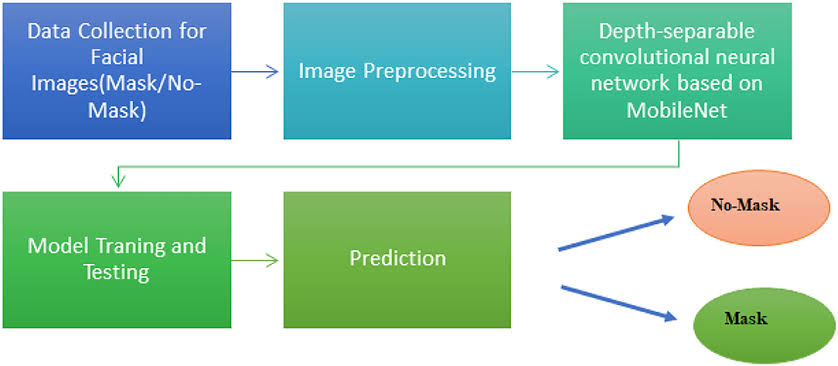 Data Collection for
Facial
Images(Mask/No-
Mask)
Image Preprocessing
Depth-separable
convolutional neural
network based on
MobileNet
Model Traning and
Testing
Prediction
No-Mask
Mask